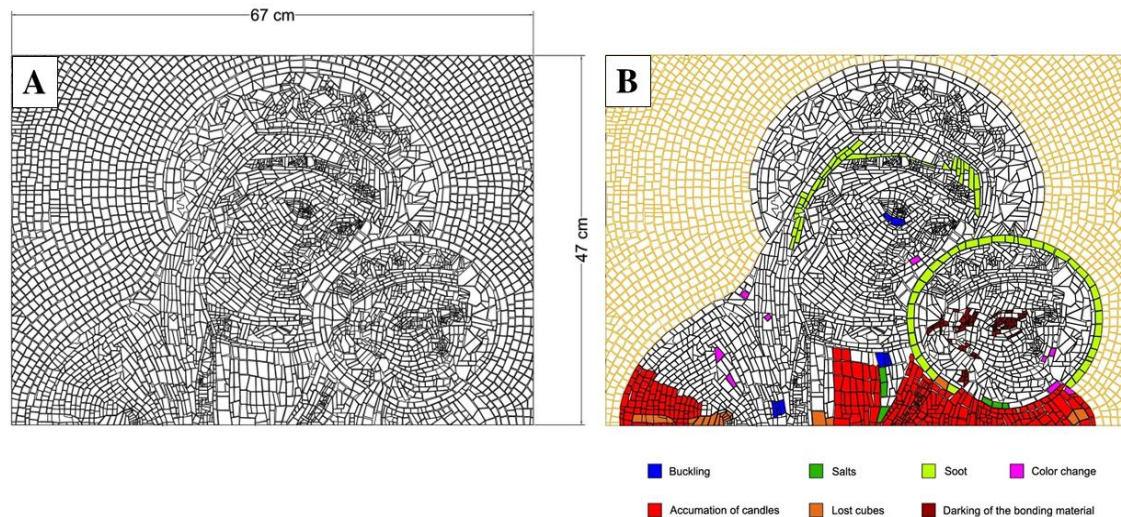 67 cm
A
B
47 cm
Buckling
Salts
Soot
Color change
Accumation of candles
Lost cubes
Darking of the bonding material